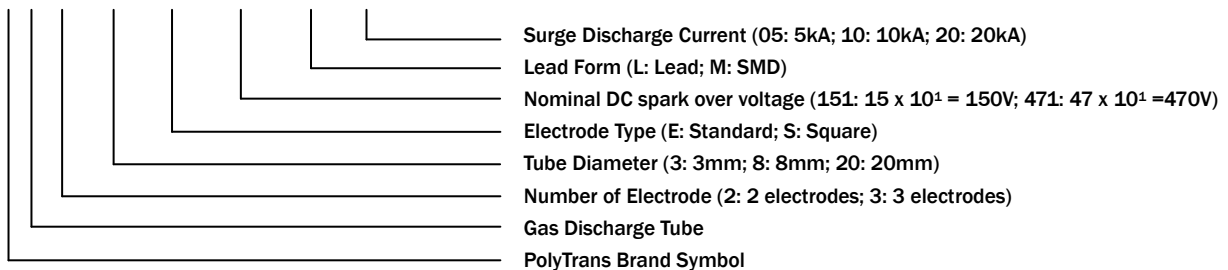 Surge Discharge Current (05: 5kA; 10: 10kA; 20: 20kA)
Lead Form (L: Lead; M: SMD)
Nominal DC spark over voltage (151: 15 x 10¹ = 150V; 471: 47 x 10¹ =470V)
Electrode Type (E: Standard; S: Square)
Tube Diameter (3: 3mm; 8: 8mm; 20: 20mm)
Number of Electrode (2: 2 electrodes; 3: 3 electrodes)
Gas Discharge Tube
PolyTrans Brand Symbol